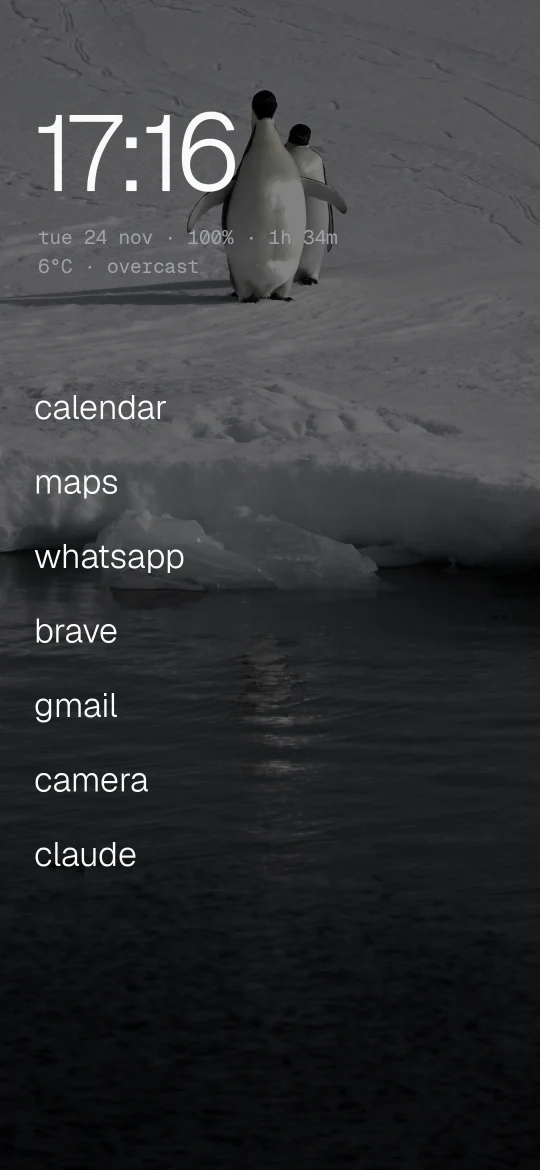 17:16
tue 24 nov · 100% · 1h 34m
6°C · overcast
calendar
maps
whatsapp
brave
gmail
camera
claude